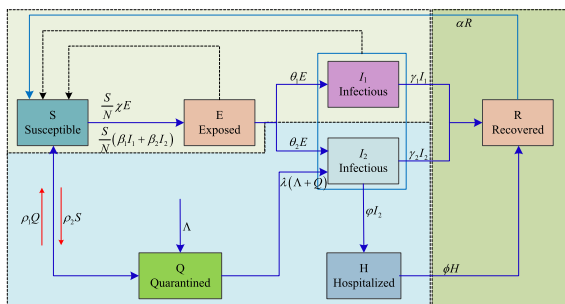 αR
S
Susceptible
S/N χE
S/N (β₁I₁ + β₂I₂)
E
Exposed
θ₁E
θ₂E
I₁
Infectious
I₂
Infectious
γ₁I₁
γ₂I₂
R
Recovered
λ(Λ+Q)
φI₂
ρ₁Q
ρ₂S
Λ
Q
Quarantined
H
Hospitalized
ϕH